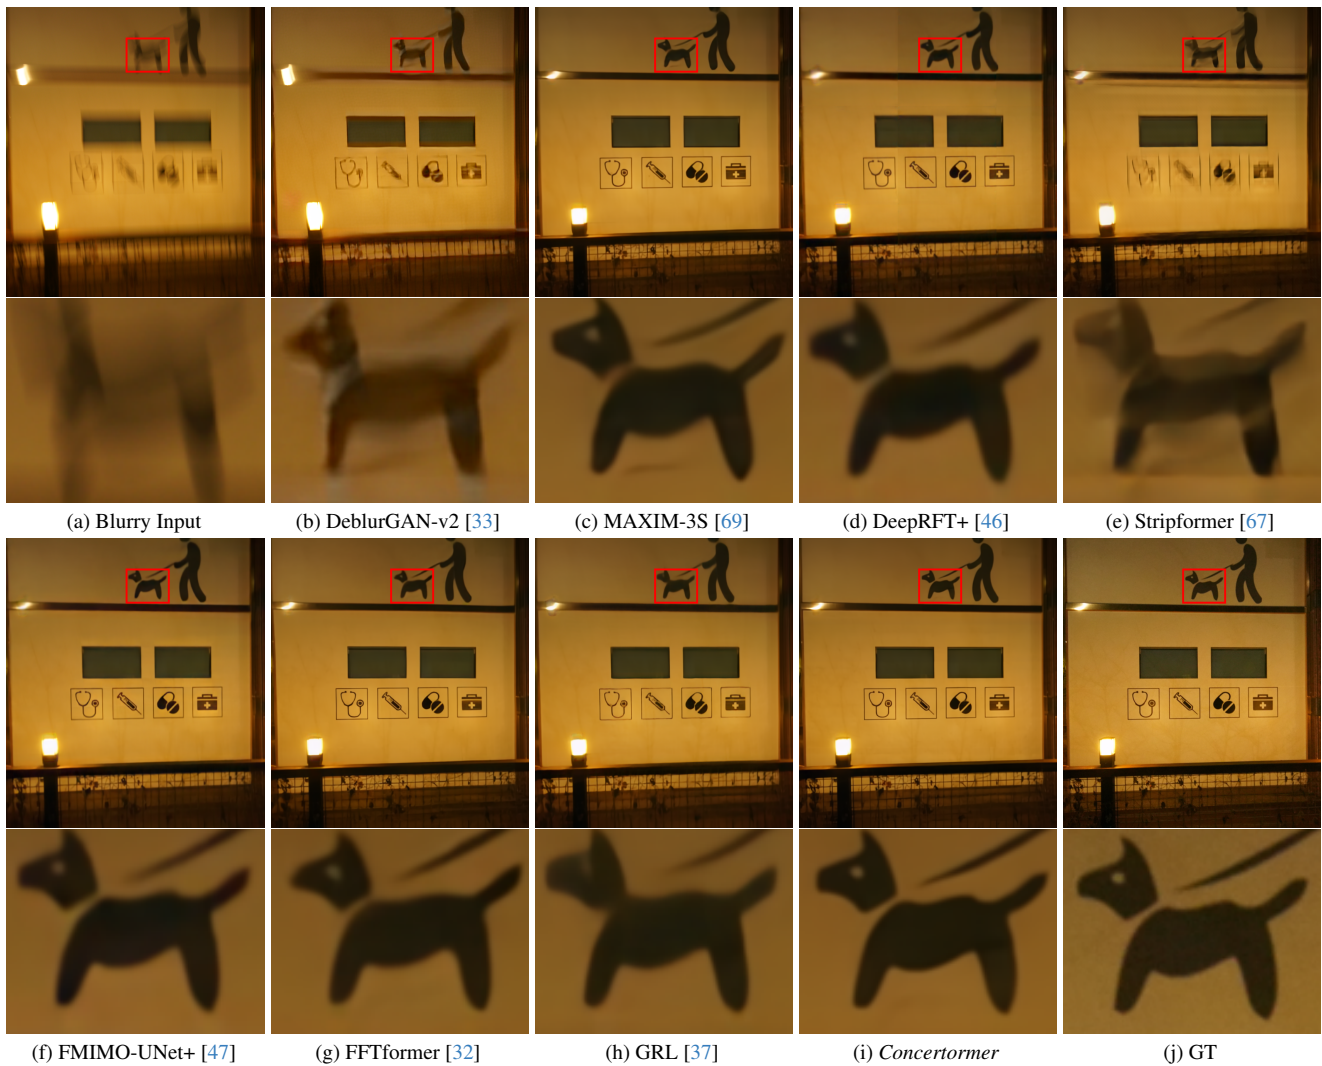 (a) Blurry Input
(b) DeblurGAN-v2 [33]
(c) MAXIM-3S [69]
(d) DeepRFT+ [46]
(e) Stripformer [67]
(f) FMIMO-UNet+ [47]
(g) FFTformer [32]
(h) GRL [37]
(i) Concertormer
(j) GT